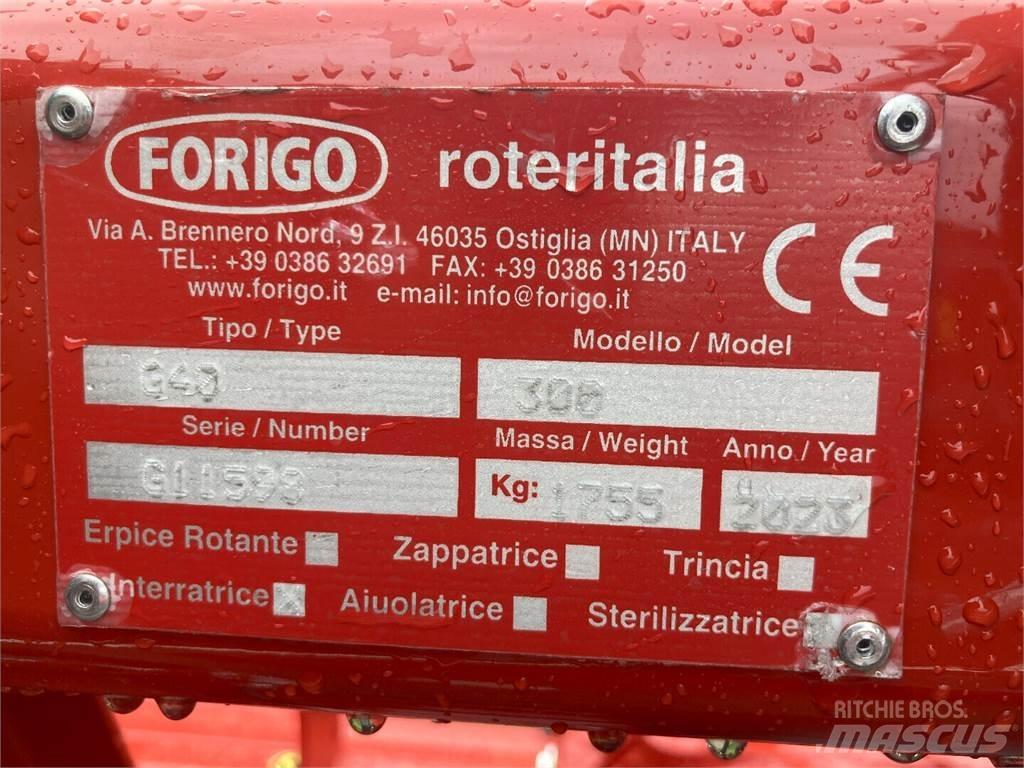 FORIGO roteritalia
Via A. Brennero Nord, 9 Z.I. 46035 Ostiglia (MN) ITALY
TEL.: +39 0386 32691 FAX: +39 0386 31250
www.forigo.it e-mail: info@forigo.it
CE
Tipo / Type Modello / Model
G40 300
Serie / Number Massa / Weight Anno / Year
Kg: 1755 2023
Erpice Rotante Zappatrice Trincia
Interratrice Aiuolatrice Sterilizzatrice
RITCHIE BROS.
MASCUS